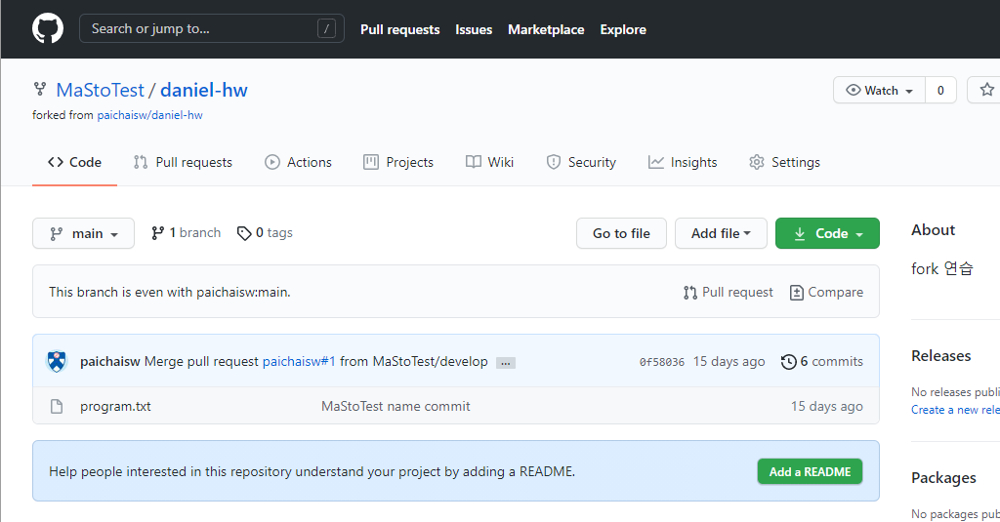 Search or jump to... / Pull requests Issues Marketplace Explore
MaStoTest / daniel-hw Watch 0
forked from paichaisw/daniel-hw
Code Pull requests Actions Projects Wiki Security Insights Settings
main 1 branch 0 tags Go to file Add file Code
About
fork 연습
This branch is even with paichaisw:main. Pull request Compare
paichaisw Merge pull request paichaisw#1 from MaStoTest/develop ... 0f58036 15 days ago 6 commits
program.txt MaStoTest name commit 15 days ago
Releases
No releases publi
Create a new rele
Help people interested in this repository understand your project by adding a README. Add a README
Packages
No packages pub